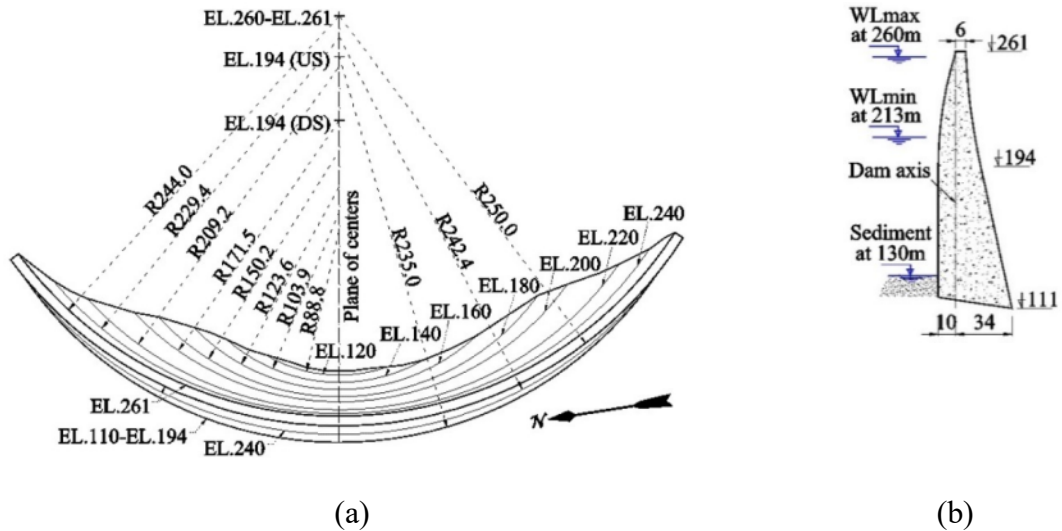 EL.260-EL.261
EL.194 (US)
EL.194 (DS)
R244.0
R229.4
R209.2
R171.5
R150.2
R123.6
R103.9
R88.8
Plane of centers
R235.0
R242.4
R250.0
EL.240
EL.220
EL.200
EL.180
EL.160
EL.140
EL.120
EL.261
EL.110-EL.194
EL.240
N
(a)
WLmax
at 260m
6
261
WLmin
at 213m
194
Dam axis
Sediment
at 130m
111
10
34
(b)